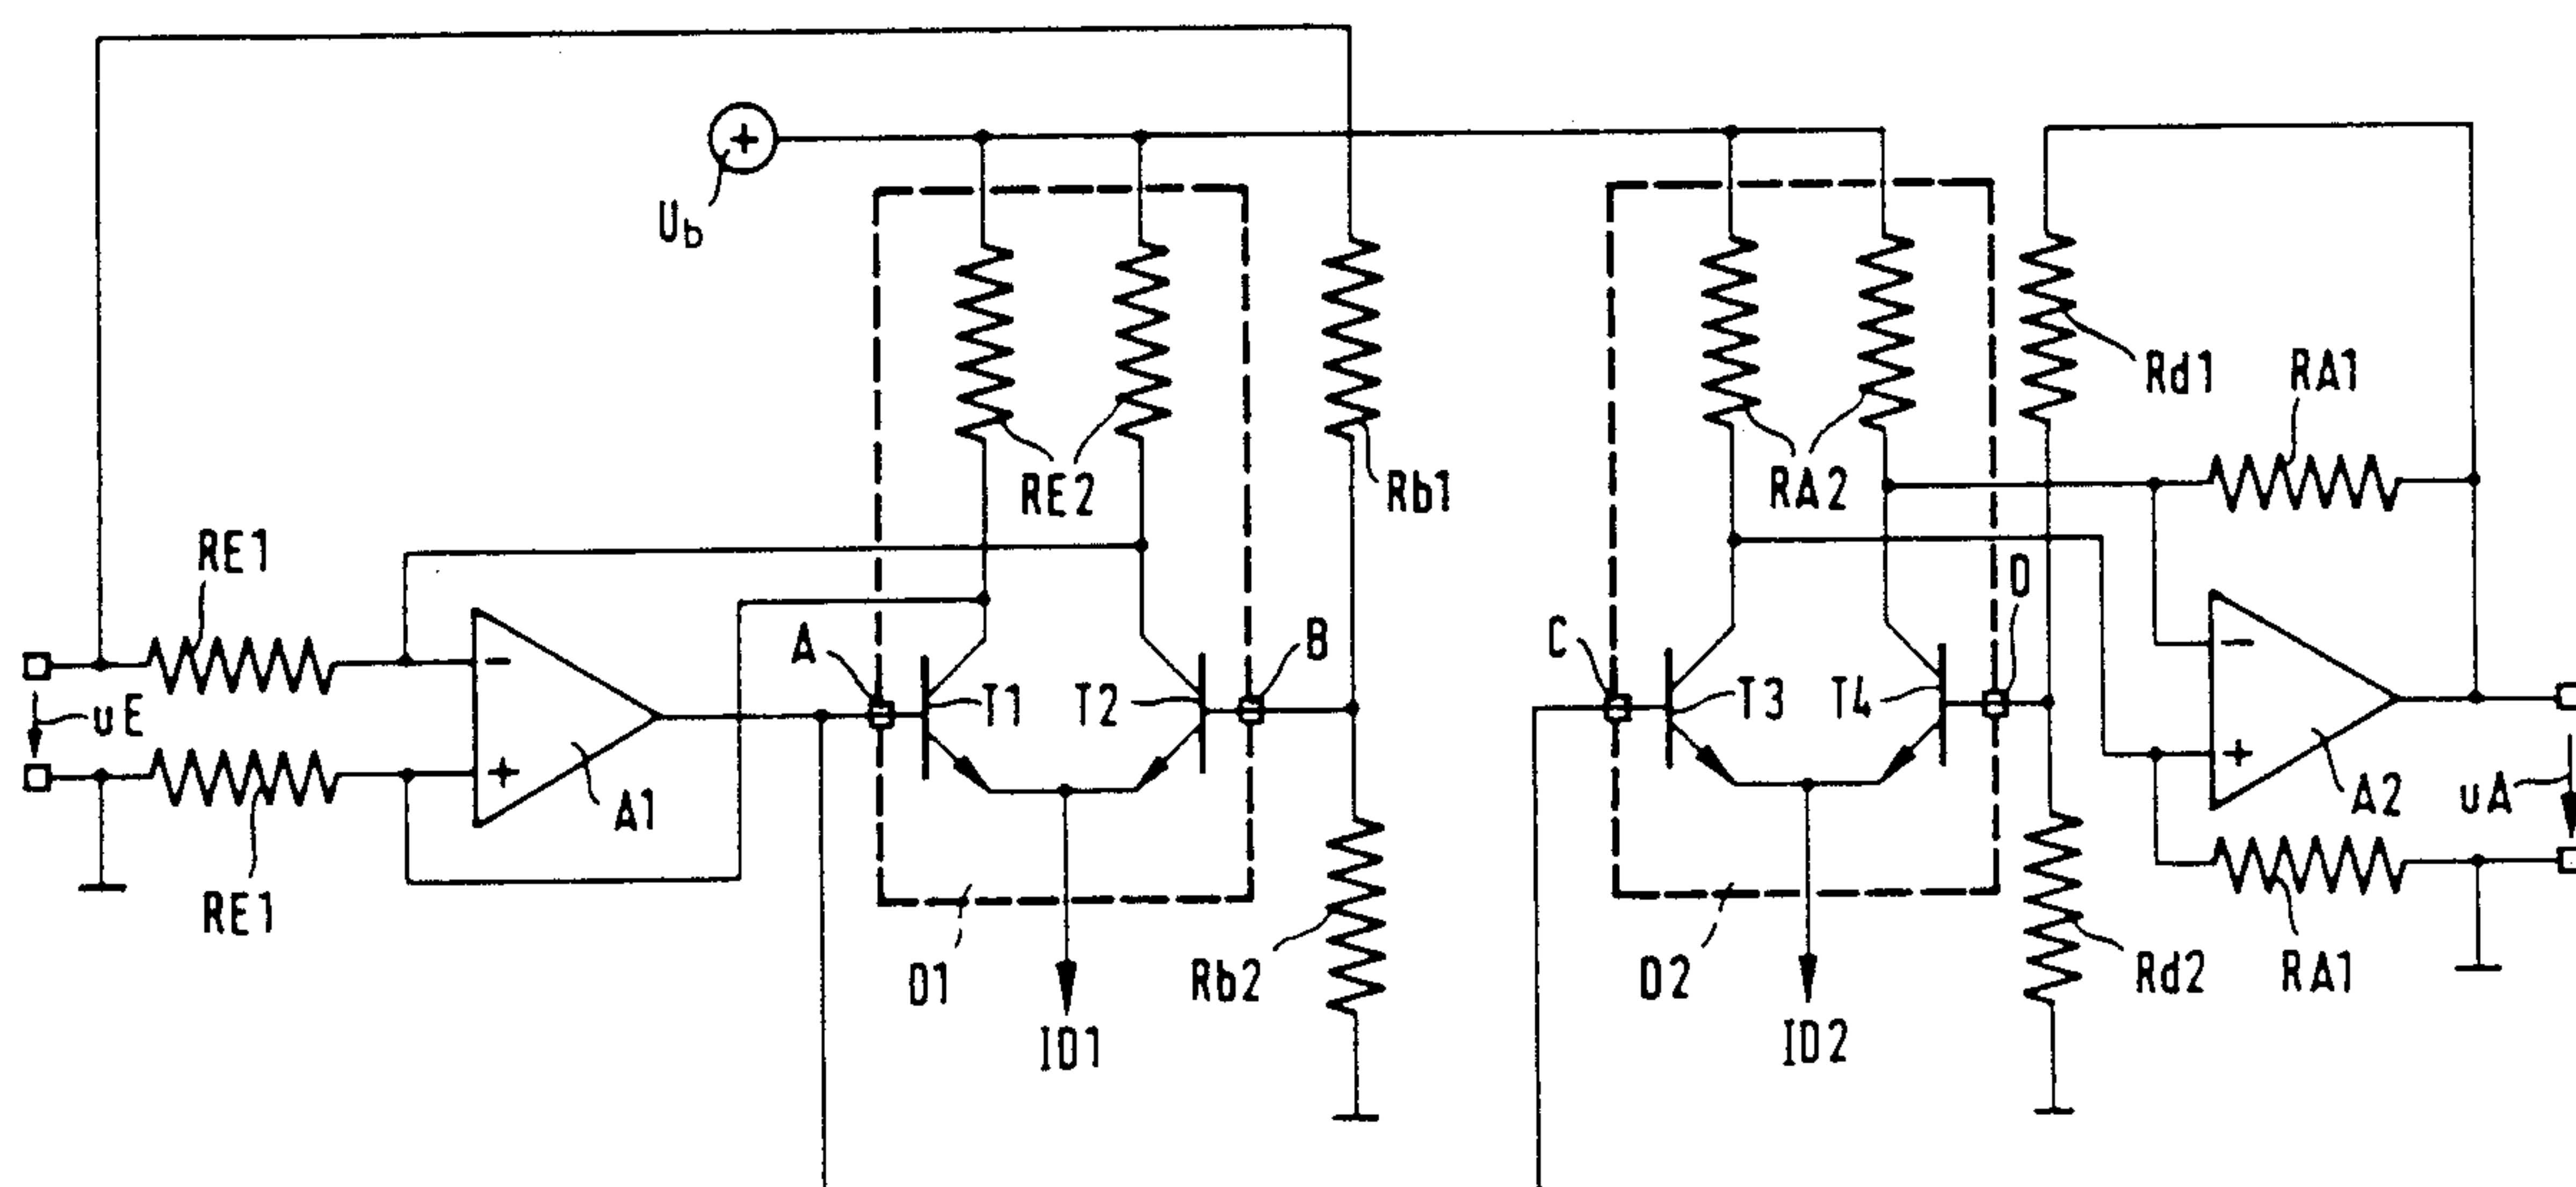 +
Ub
RE1
uE
RE1
-
+
A1
A
RE2
T1
T2
B
D1
ID1
Rb1
Rb2
C
RA2
T3
T4
D
D2
ID2
Rd1
RA1
-
+
A2
uA
RA1
Rd2